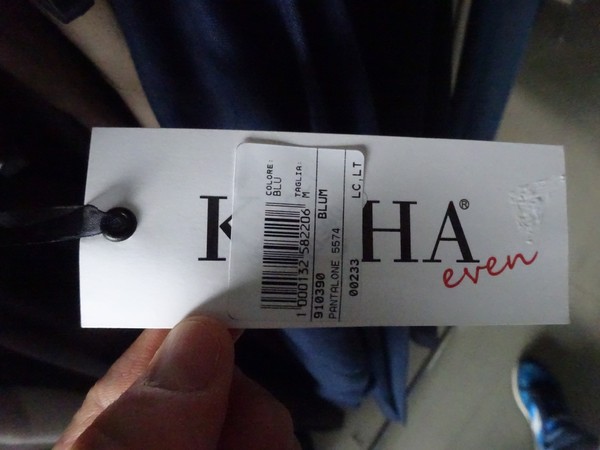 HA®
even
COLORE:
BLU
TAGLIA:
M
1 000132 582206
BLUM
910390
PANTALONE 5574
LC.LT
00233